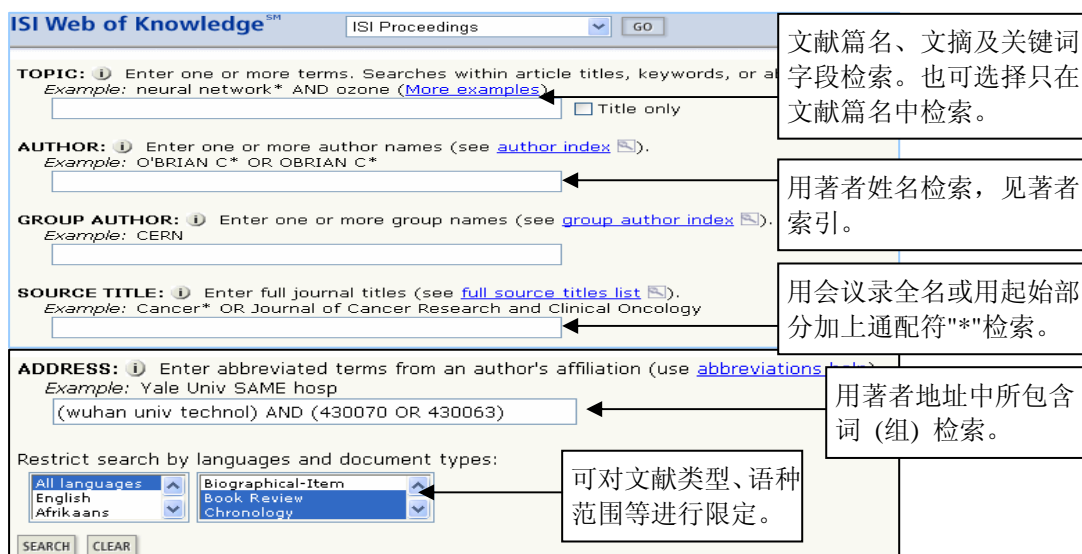 ISI Web of Knowledge℠
ISI Proceedings
GO
TOPIC: Enter one or more terms. Searches within article titles, keywords, or
Example: neural network* AND ozone (More examples)
Title only
文献篇名、文摘及关键词
字段检索。也可选择只在
文献篇名中检索。
AUTHOR: Enter one or more author names (see author index).
Example: O'BRIAN C* OR OBRIAN C*
用著者姓名检索，见著者
索引。
GROUP AUTHOR: Enter one or more group names (see group author index).
Example: CERN
SOURCE TITLE: Enter full journal titles (see full source titles list).
Example: Cancer* OR Journal of Cancer Research and Clinical Oncology
用会议录全名或用起始部
分加上通配符"*"检索。
ADDRESS: Enter abbreviated terms from an author's affiliation (use abbreviations
Example: Yale Univ SAME hosp
(wuhan univ technol) AND (430070 OR 430063)
用著者地址中所包含
词 (组) 检索。
Restrict search by languages and document types:
All languages
English
Afrikaans
Biographical-Item
Book Review
Chronology
可对文献类型、语种
范围等进行限定。
SEARCH
CLEAR